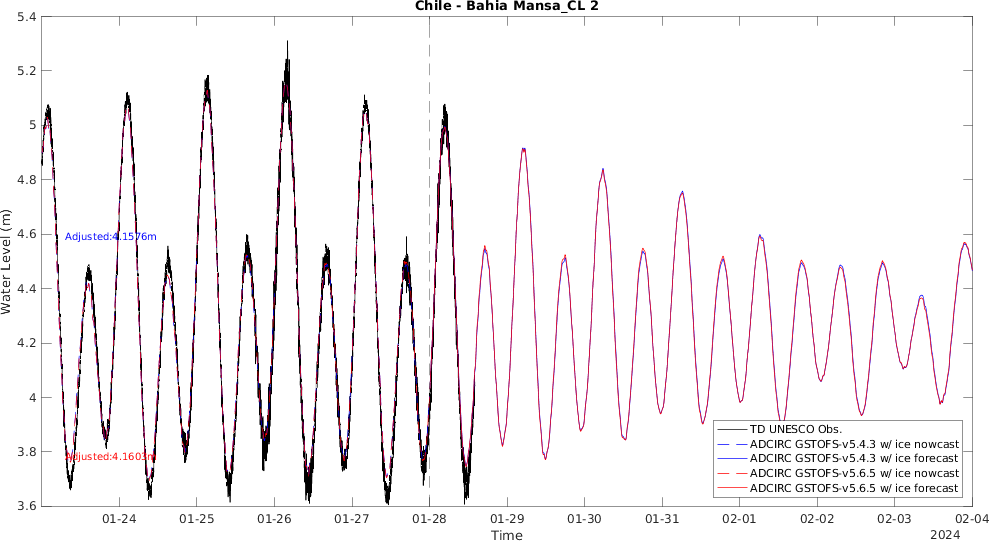 Chile - Bahia Mansa_CL 2
5.4
5.2
5
4.8
4.6
4.4
4.2
4
3.8
3.6
Water Level (m)
Adjusted:4.1576m
Adjusted:4.1603m
TD UNESCO Obs.
ADCIRC GSTOFS-v5.4.3 w/ ice nowcast
ADCIRC GSTOFS-v5.4.3 w/ ice forecast
ADCIRC GSTOFS-v5.6.5 w/ ice nowcast
ADCIRC GSTOFS-v5.6.5 w/ ice forecast
01-24 01-25 01-26 01-27 01-28 01-29 01-30 01-31 02-01 02-02 02-03 02-04
Time
2024